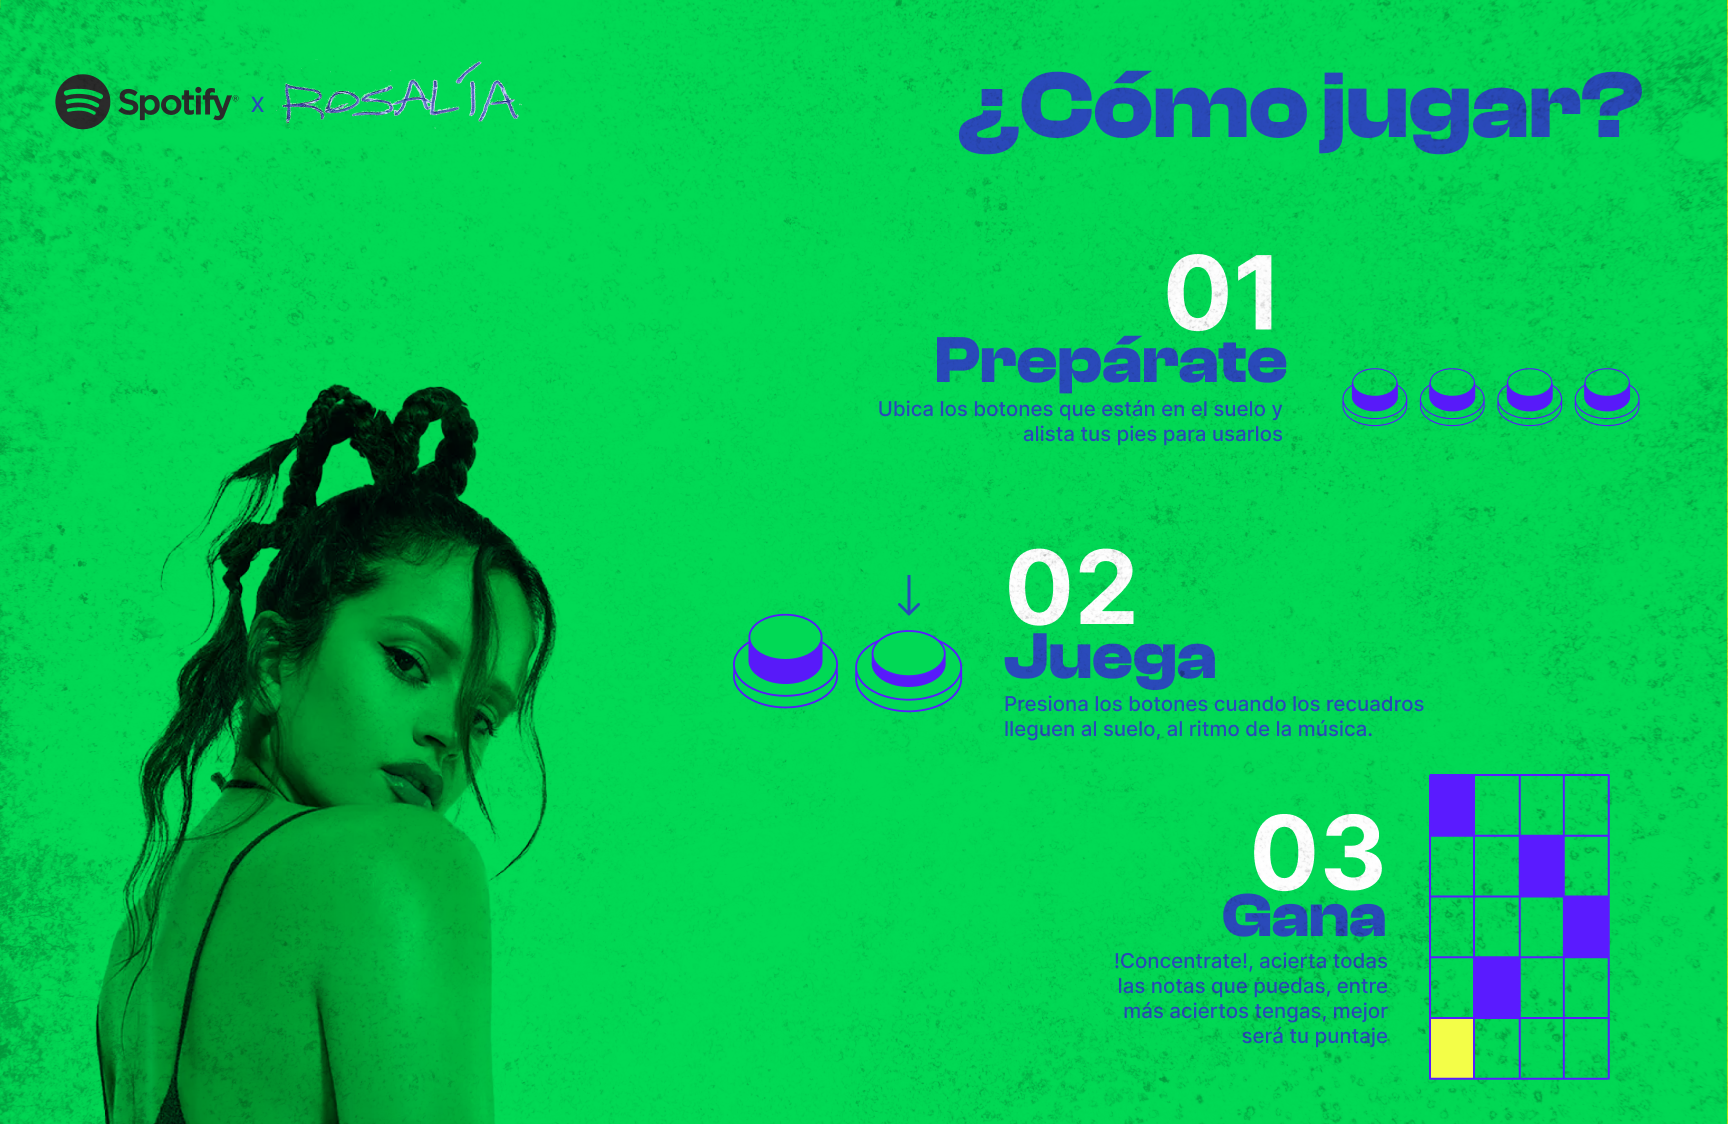 Spotify® x ROSALÍA
¿Cómo jugar?
01
Prepárate
Ubica los botones que están en el suelo y
alista tus pies para usarlos
02
Juega
Presiona los botones cuando los recuadros
lleguen al suelo, al ritmo de la música.
03
Gana
!Concentrate!, acierta todas
las notas que puedas, entre
más aciertos tengas, mejor
será tu puntaje